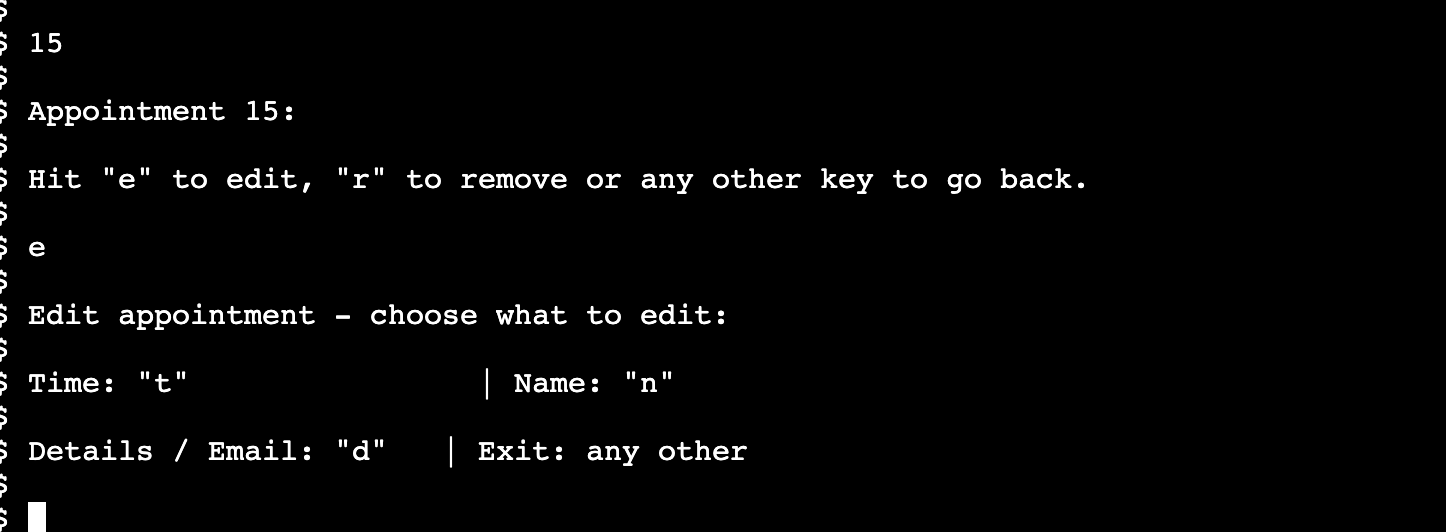 $
$ 15
$
$ Appointment 15:
$
$ Hit "e" to edit, "r" to remove or any other key to go back.
$
$ e
$
$ Edit appointment - choose what to edit:
$
$ Time: "t" | Name: "n"
$
$ Details / Email: "d" | Exit: any other
$
$